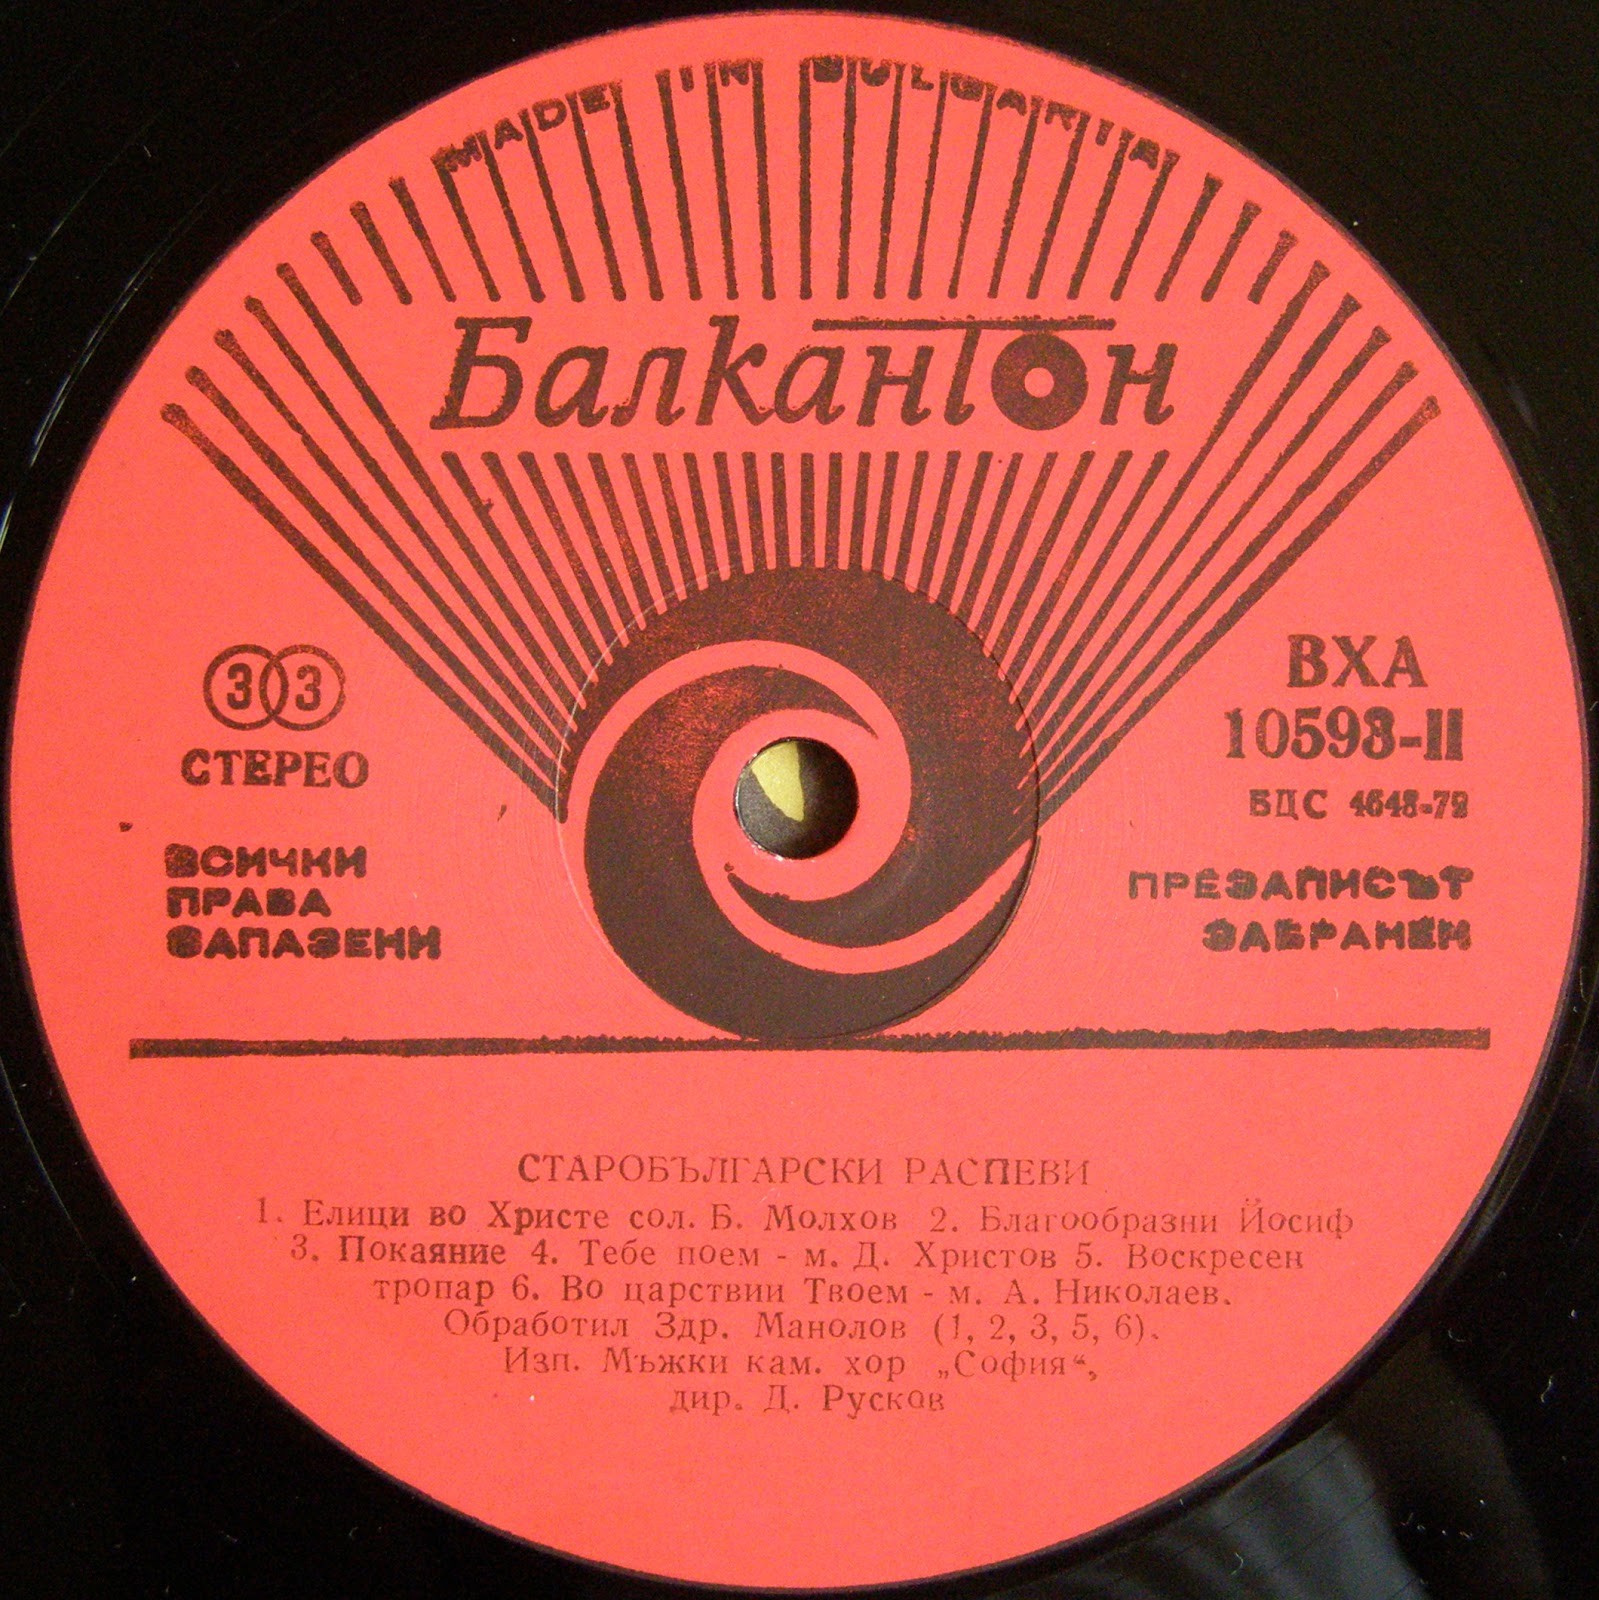 MADE IN BULGARIA
Балкантон
33
СТЕРЕО
ВСИЧКИ
ПРАВА
ЗАПАЗЕНИ
ВХА
10598-II
БДС 4648-72
ПРЕЗАПИСЪТ
ЗАБРАНЕН
СТАРОБЪЛГАРСКИ РАСПЕВИ
1. Елици во Христе сол. Б. Молхов 2. Благообразни Йосиф
3. Покаяние 4. Тебе поем - м. Д. Христов 5. Воскресен
тропар 6. Во царствии Твоем - м. А. Николаев.
Обработил Здр. Манолов (1, 2, 3, 5, 6).
Изп. Мъжки кам. хор „София“,
дир. Д. Русков